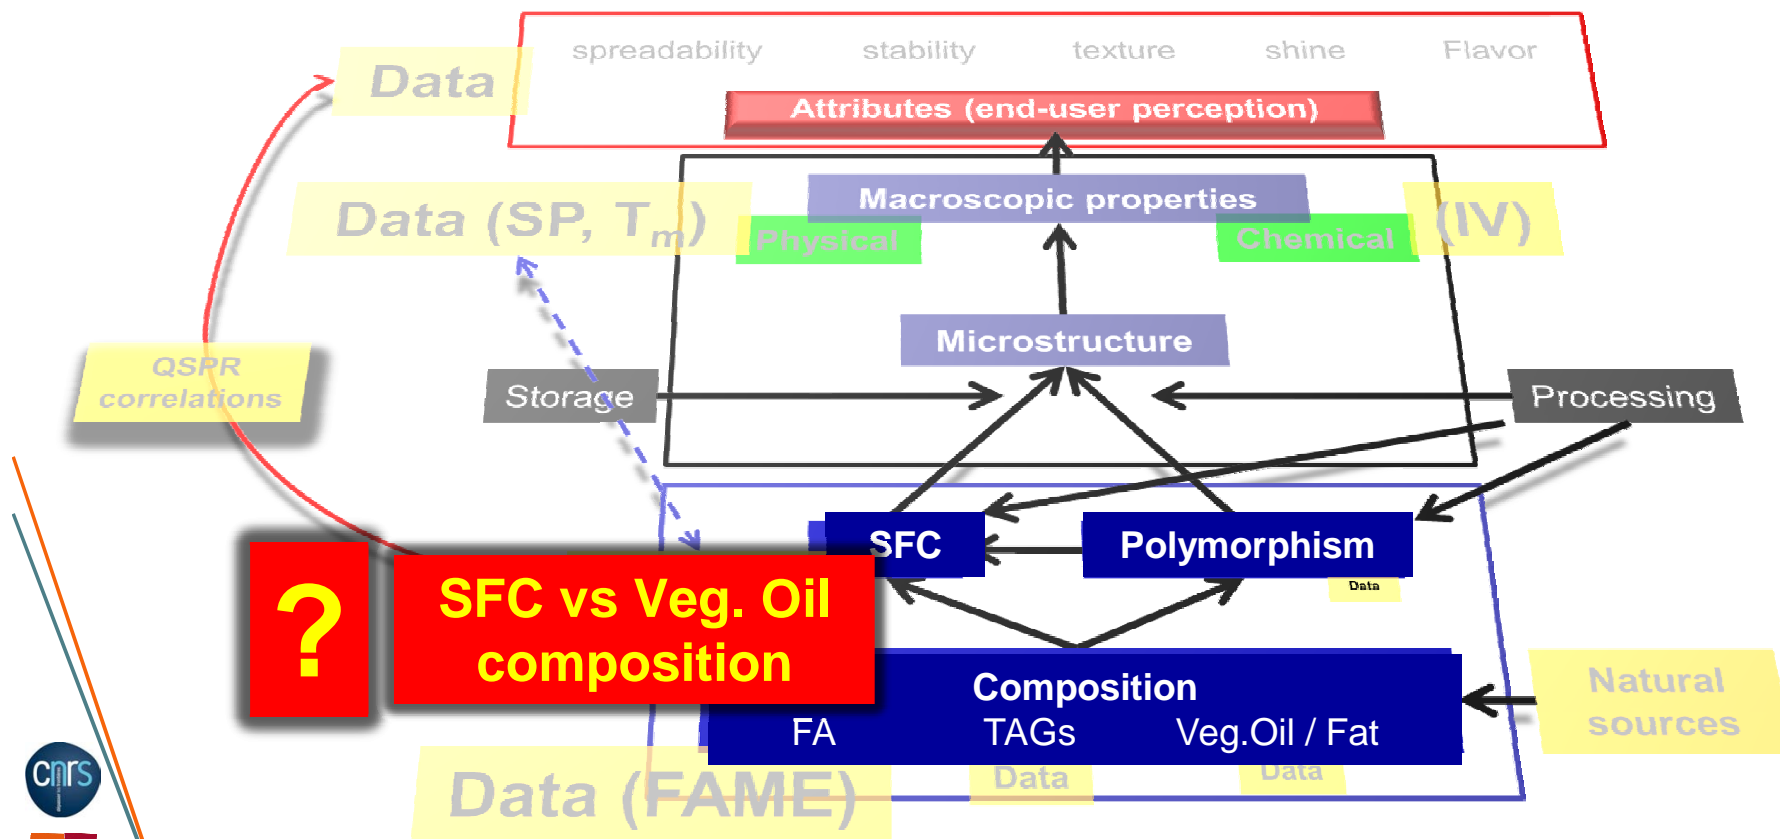 spreadability stability texture shine Flavor
Data
Attributes (end-user perception)
Macroscopic properties
Data (SP, Tm)
Physical
Chemical
(IV)
Microstructure
QSPR
correlations
Storage
Processing
SFC
Polymorphism
Data
?
SFC vs Veg. Oil
composition
Composition
FA TAGs Veg.Oil / Fat
Natural
sources
Data (FAME)
Data
Data
cnrs